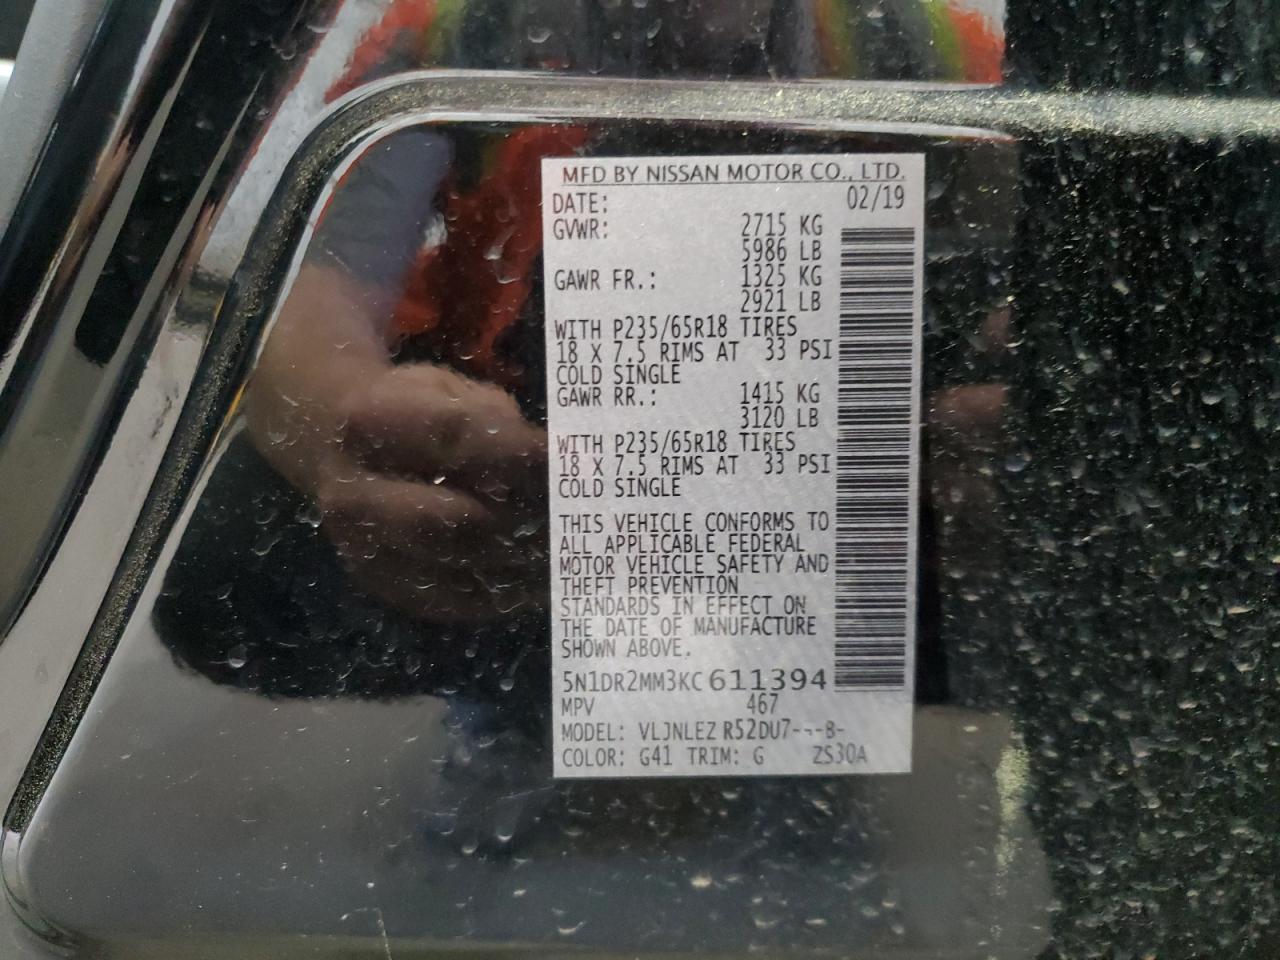 MFD BY NISSAN MOTOR CO., LTD.
DATE: 02/19
GVWR: 2715 KG
5986 LB
GAWR FR.: 1325 KG
2921 LB
WITH P235/65R18 TIRES
18 X 7.5 RIMS AT 33 PSI
COLD SINGLE
GAWR RR.: 1415 KG
3120 LB
WITH P235/65R18 TIRES
18 X 7.5 RIMS AT 33 PSI
COLD SINGLE
THIS VEHICLE CONFORMS TO
ALL APPLICABLE FEDERAL
MOTOR VEHICLE SAFETY AND
THEFT PREVENTION
STANDARDS IN EFFECT ON
THE DATE OF MANUFACTURE
SHOWN ABOVE.
5N1DR2MM3KC611394
MPV 467
MODEL: VLJNLEZ R52DU7---B-
COLOR: G41 TRIM: G ZS30A